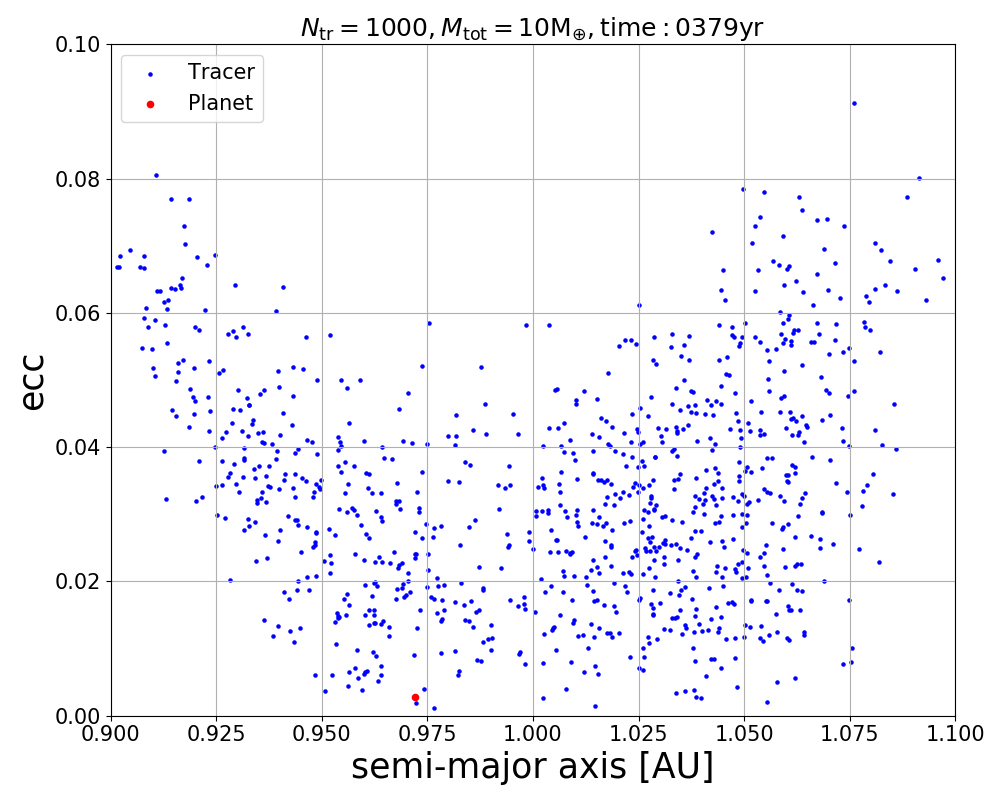 N_tr = 1000, M_tot = 10M_⊕, time : 0379yr
Tracer
Planet
0.10
0.08
0.06
0.04
0.02
0.00
ecc
0.900 0.925 0.950 0.975 1.000 1.025 1.050 1.075 1.100
semi-major axis [AU]